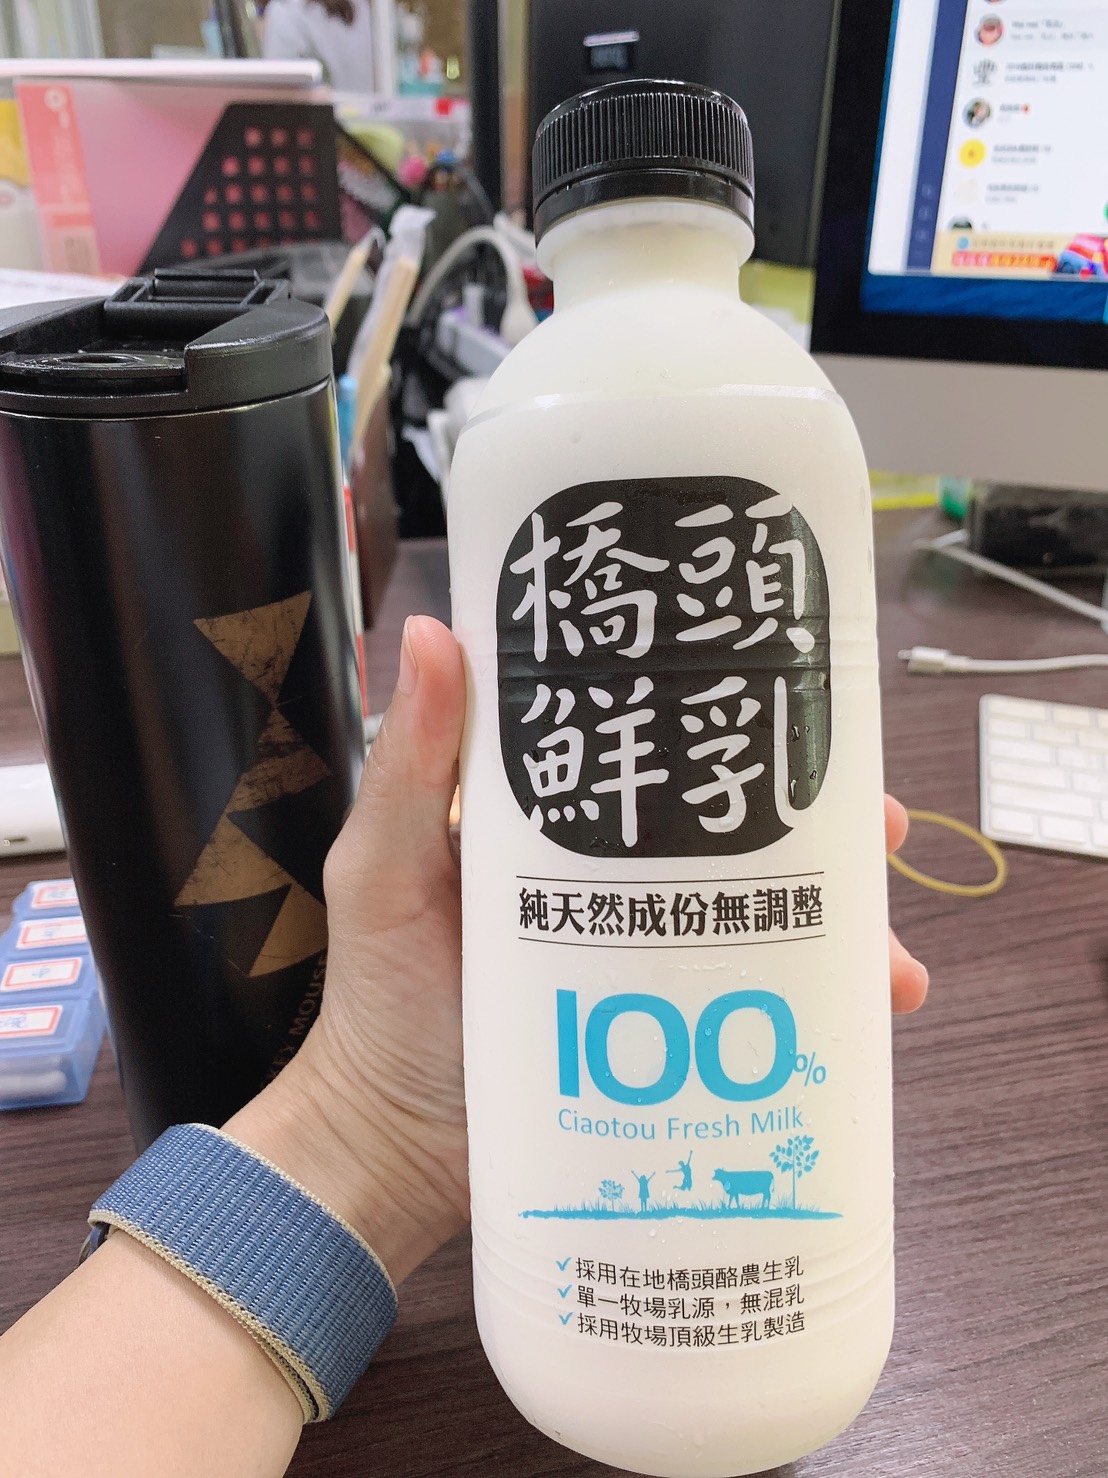 橋頭
鮮乳
純天然成份無調整
100%
Ciaotou Fresh Milk
採用在地橋頭酪農生乳
單一牧場乳源，無混乳
採用牧場頂級生乳製造
EY MOUSE